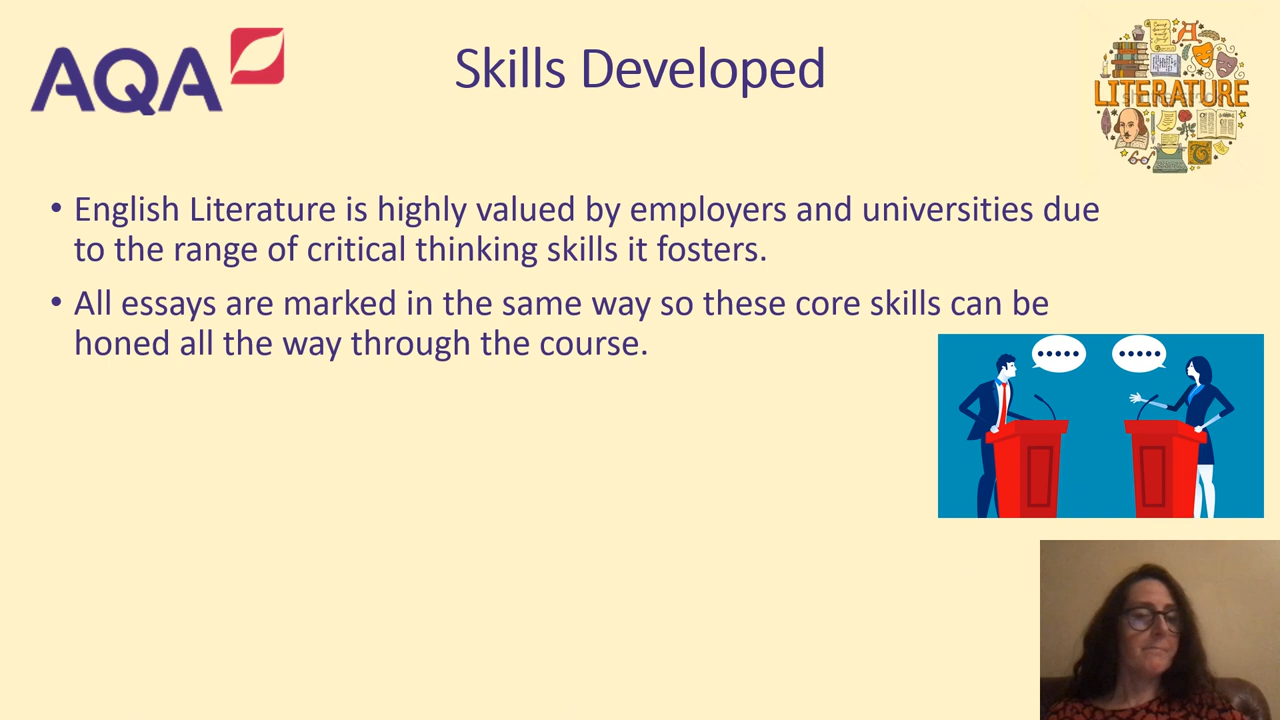 AQA
Skills Developed
LITERATURE
• English Literature is highly valued by employers and universities due
to the range of critical thinking skills it fosters.
• All essays are marked in the same way so these core skills can be
honed all the way through the course.